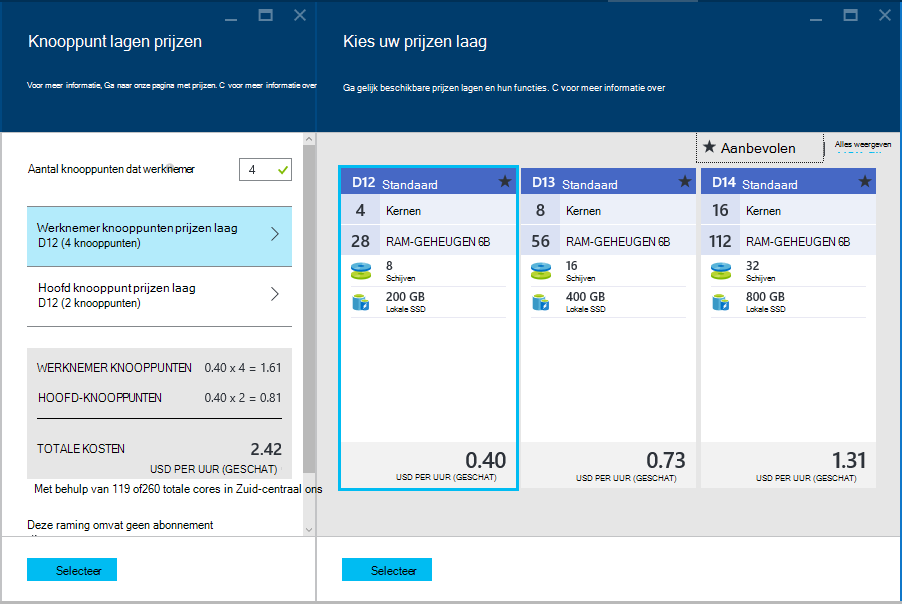 Knooppunt lagen prijzen
Voor meer informatie, Ga naar onze pagina met prijzen. C voor meer informatie over
Aantal knooppunten dat werknemer
4
Werknemer knooppunten prijzen laag
D12 (4 knooppunten)
Hoofd knooppunt prijzen laag
D12 (2 knooppunten)
WERKNEMER KNOOPPUNTEN 0.40 x 4 = 1.61
HOOFD-KNOOPPUNTEN 0.40 x 2 = 0.81
TOTALE KOSTEN 2.42
USD PER UUR (GESCHAT)
Met behulp van 119 of260 totale cores in Zuid-centraal ons
Deze raming omvat geen abonnement
Selecteer
Kies uw prijzen laag
Ga gelijk beschikbare prijzen lagen en hun functies. C voor meer informatie over
★ Aanbevolen
Alles weergeven
D12 Standaard ★
4 Kernen
28 RAM-GEHEUGEN 6B
8
Schijven
200 GB
Lokale SSD
0.40
USD PER UUR (GESCHAT)
D13 Standaard ★
8 Kernen
56 RAM-GEHEUGEN 6B
16
Schijven
400 GB
Lokale SSD
0.73
USD PER UUR (GESCHAT)
D14 Standaard ★
16 Kernen
112 RAM-GEHEUGEN 6B
32
Schijven
800 GB
Lokale SSD
1.31
USD PER UUR (GESCHAT)
Selecteer